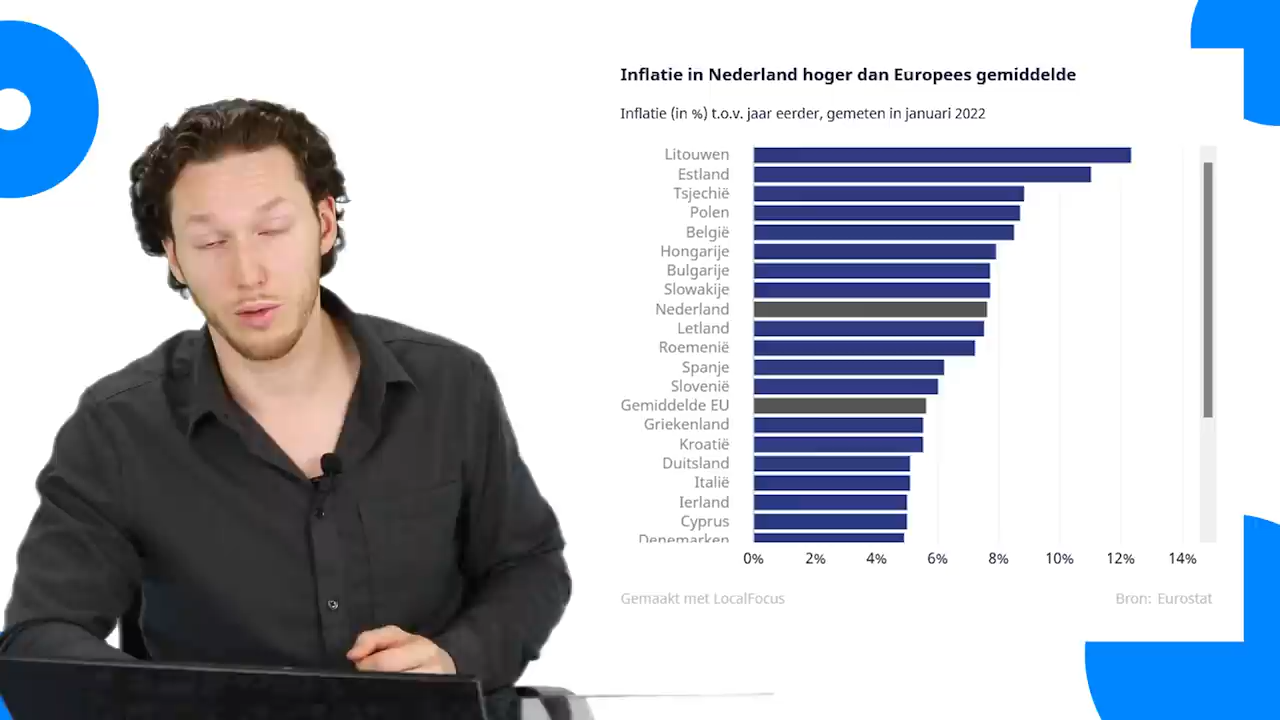 Inflatie in Nederland hoger dan Europees gemiddelde
Inflatie (in %) t.o.v. jaar eerder, gemeten in januari 2022
Litouwen
Estland
Tsjechië
Polen
België
Hongarije
Bulgarije
Slowakije
Nederland
Letland
Roemenië
Spanje
Slovenië
Gemiddelde EU
Griekenland
Kroatië
Duitsland
Italië
Ierland
Cyprus
Denemarken
0% 2% 4% 6% 8% 10% 12% 14%
Gemaakt met LocalFocus
Bron: Eurostat